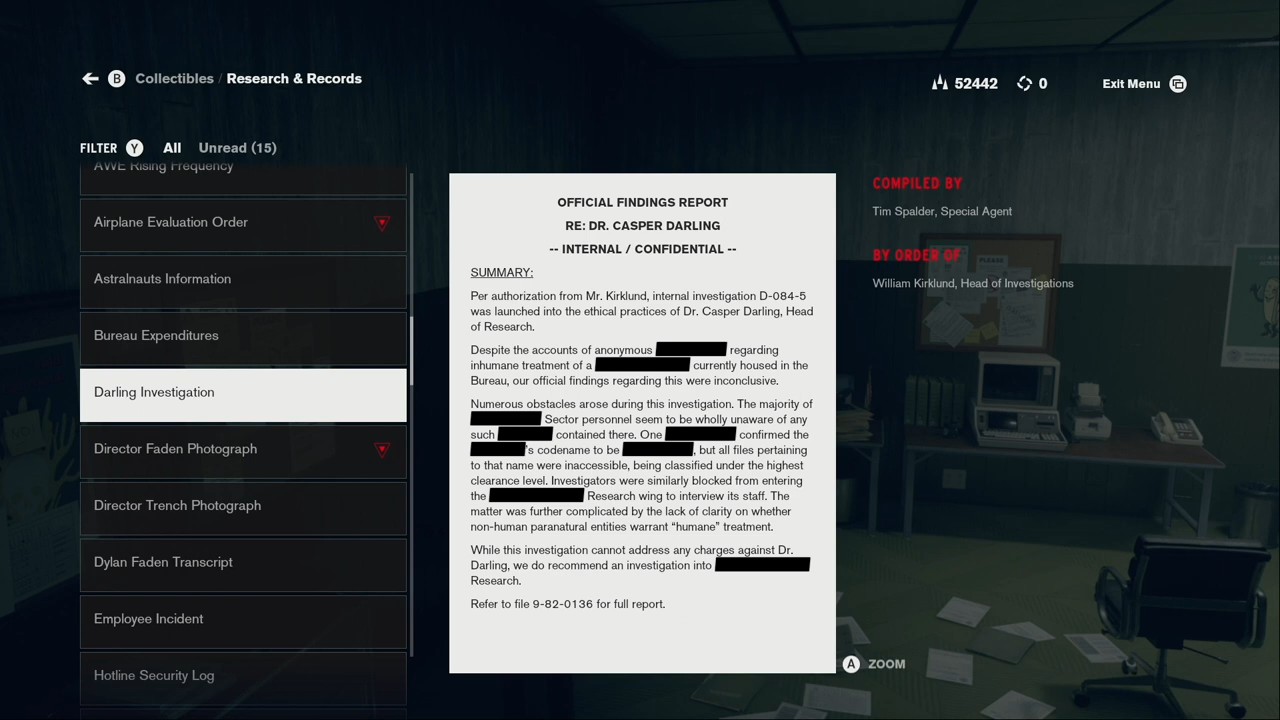 B Collectibles / Research & Records
52442
0
Exit Menu
FILTER Y All Unread (15)
AWE Rising Frequency
Airplane Evaluation Order
Astralnauts Information
Bureau Expenditures
Darling Investigation
Director Faden Photograph
Director Trench Photograph
Dylan Faden Transcript
Employee Incident
Hotline Security Log
OFFICIAL FINDINGS REPORT
RE: DR. CASPER DARLING
-- INTERNAL / CONFIDENTIAL --
SUMMARY:
Per authorization from Mr. Kirklund, internal investigation D-084-5
was launched into the ethical practices of Dr. Casper Darling, Head
of Research.
Despite the accounts of anonymous regarding
inhumane treatment of a currently housed in the
Bureau, our official findings regarding this were inconclusive.
Numerous obstacles arose during this investigation. The majority of
Sector personnel seem to be wholly unaware of any
such contained there. One confirmed the
's codename to be , but all files pertaining
to that name were inaccessible, being classified under the highest
clearance level. Investigators were similarly blocked from entering
the Research wing to interview its staff. The
matter was further complicated by the lack of clarity on whether
non-human paranatural entities warrant “humane” treatment.
While this investigation cannot address any charges against Dr.
Darling, we do recommend an investigation into
Research.
Refer to file 9-82-0136 for full report.
A ZOOM
COMPILED BY
Tim Spalder, Special Agent
BY ORDER OF
William Kirklund, Head of Investigations
PLEASE